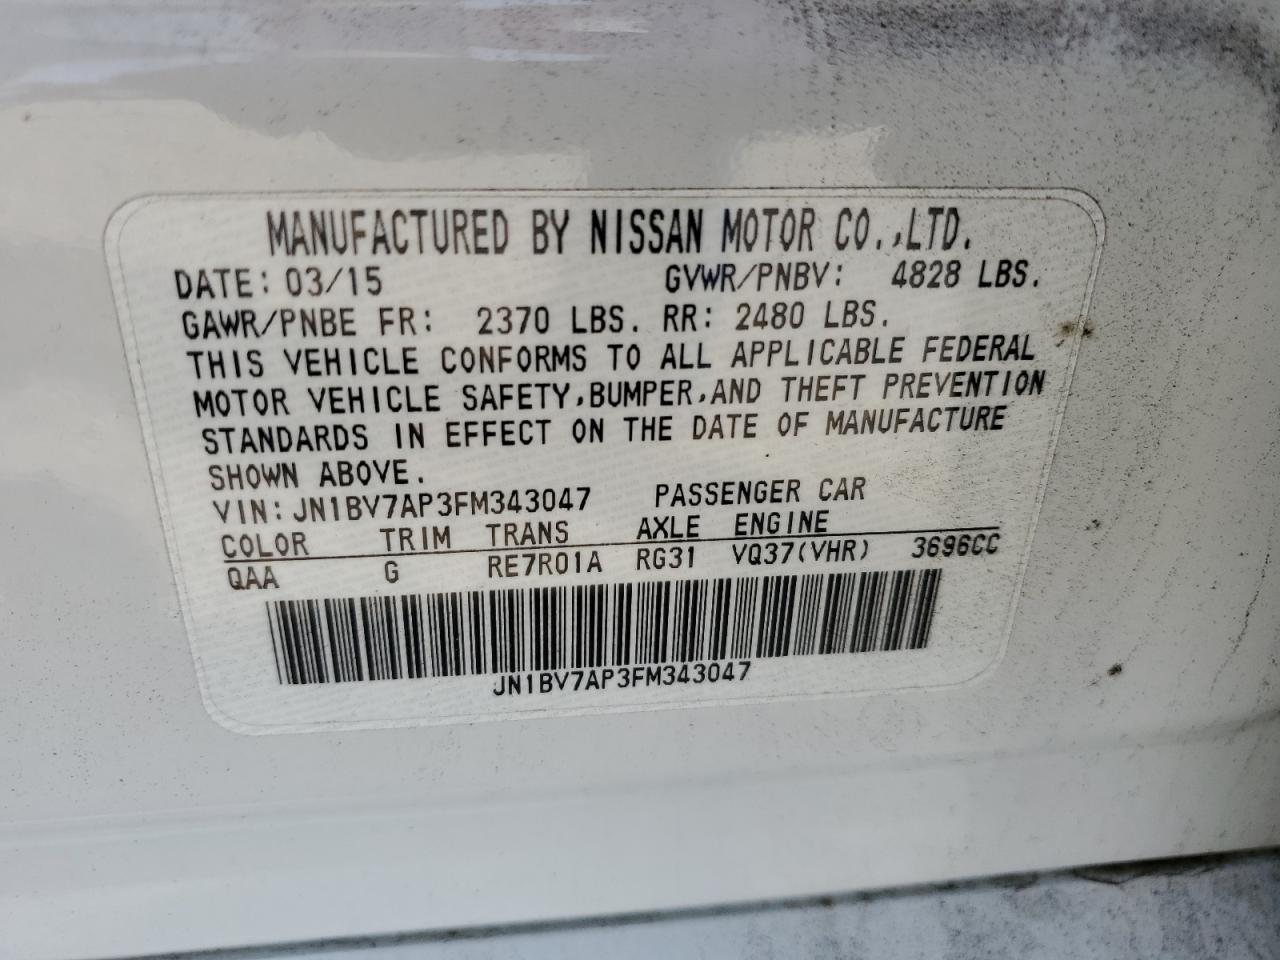 MANUFACTURED BY NISSAN MOTOR CO.,LTD.
DATE: 03/15 GVWR/PNBV: 4828 LBS.
GAWR/PNBE FR: 2370 LBS. RR: 2480 LBS.
THIS VEHICLE CONFORMS TO ALL APPLICABLE FEDERAL
MOTOR VEHICLE SAFETY,BUMPER,AND THEFT PREVENTION
STANDARDS IN EFFECT ON THE DATE OF MANUFACTURE
SHOWN ABOVE.
VIN: JN1BV7AP3FM343047 PASSENGER CAR
COLOR TRIM TRANS AXLE ENGINE
QAA G RE7R01A RG31 VQ37(VHR) 3696CC
JN1BV7AP3FM343047